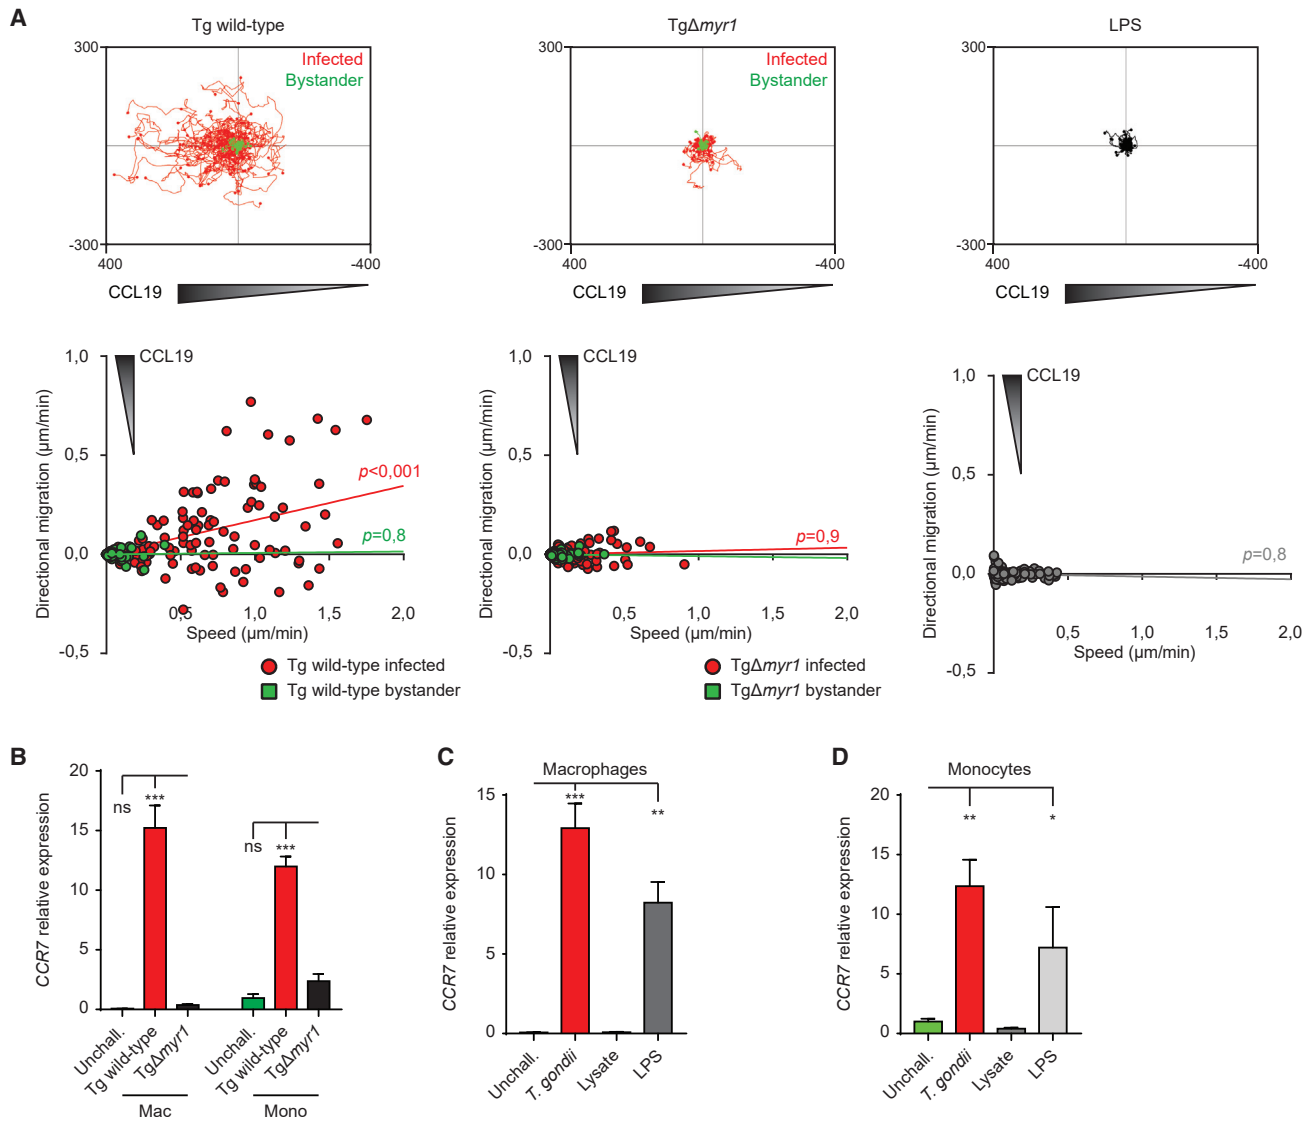 A
Tg wild-type
TgΔmyr1
LPS
300
Infected
Bystander
-300
400
-400
CCL19
300
Infected
Bystander
-300
400
-400
CCL19
300
-300
400
-400
CCL19
1,0
CCL19
0,5
0,0
-0,5
Directional migration (µm/min)
p<0,001
p=0,8
0,5
1,0
1,5
2,0
Speed (µm/min)
Tg wild-type infected
Tg wild-type bystander
1,0
CCL19
0,5
0,0
-0,5
Directional migration (µm/min)
p=0,9
0,5
1,0
1,5
2,0
Speed (µm/min)
TgΔmyr1 infected
TgΔmyr1 bystander
1,0
CCL19
0,5
0,0
-0,5
Directional migration (µm/min)
p=0,8
0,5
1,0
1,5
2,0
Speed (µm/min)
B
CCR7 relative expression
20
15
10
5
0
ns
***
ns
***
Unchall.
Tg wild-type
TgΔmyr1
Unchall.
Tg wild-type
TgΔmyr1
Mac
Mono
C
Macrophages
CCR7 relative expression
15
10
5
0
***
**
Unchall.
T. gondii
Lysate
LPS
D
Monocytes
CCR7 relative expression
20
15
10
5
0
**
*
Unchall.
T. gondii
Lysate
LPS